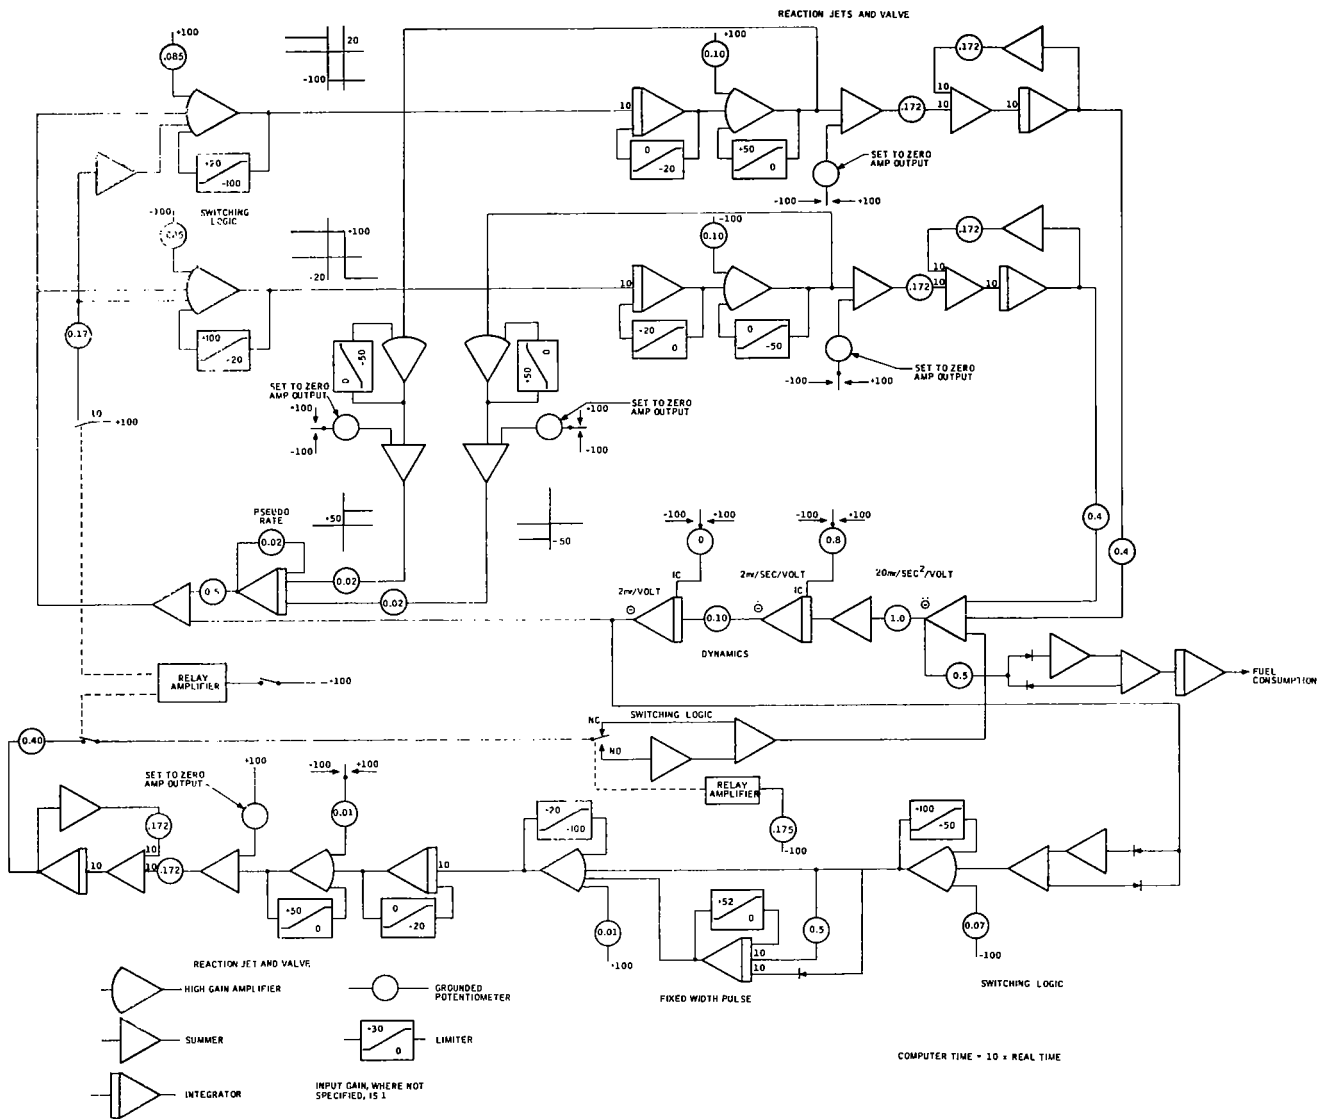 REACTION JETS AND VALVE
+100
.085
20
-100
+20
-100
SWITCHING
LOGIC
+100
0.10
10
0
-20
+50
0
.172
SET TO ZERO
AMP OUTPUT
-100
+100
.172
10
10
10
-100
.085
+100
-20
+100
-20
0.17
10
+100
-100
0.10
10
-20
0
0
-50
.172
SET TO ZERO
AMP OUTPUT
-100
+100
.172
10
10
10
0
-50
+50
0
SET TO ZERO
AMP OUTPUT
+100
-100
SET TO ZERO
AMP OUTPUT
+100
-100
+50
-50
PSEUDO
RATE
0.02
0.5
0.02
0.02
-100
+100
0
IC
2mr/VOLT
Θ
0.10
-100
+100
0.8
IC
2mr/SEC/VOLT
Θ̇
20mr/SEC²/VOLT
1.0
Θ̈
0.4
0.4
DYNAMICS
0.5
FUEL
CONSUMPTION
RELAY
AMPLIFIER
-100
0.40
SWITCHING LOGIC
NC
NO
RELAY
AMPLIFIER
.175
-100
SET TO ZERO
AMP OUTPUT
+100
-100
+100
0.01
.172
10
10
10
.172
+50
0
0
-20
10
-20
-100
0.01
+100
+52
0
10
10
0.5
-100
-50
0.07
-100
FIXED WIDTH PULSE
SWITCHING LOGIC
REACTION JET AND VALVE
HIGH GAIN AMPLIFIER
GROUNDED
POTENTIOMETER
SUMMER
+30
0
LIMITER
INTEGRATOR
INPUT GAIN, WHERE NOT
SPECIFIED, IS 1
COMPUTER TIME = 10 x REAL TIME